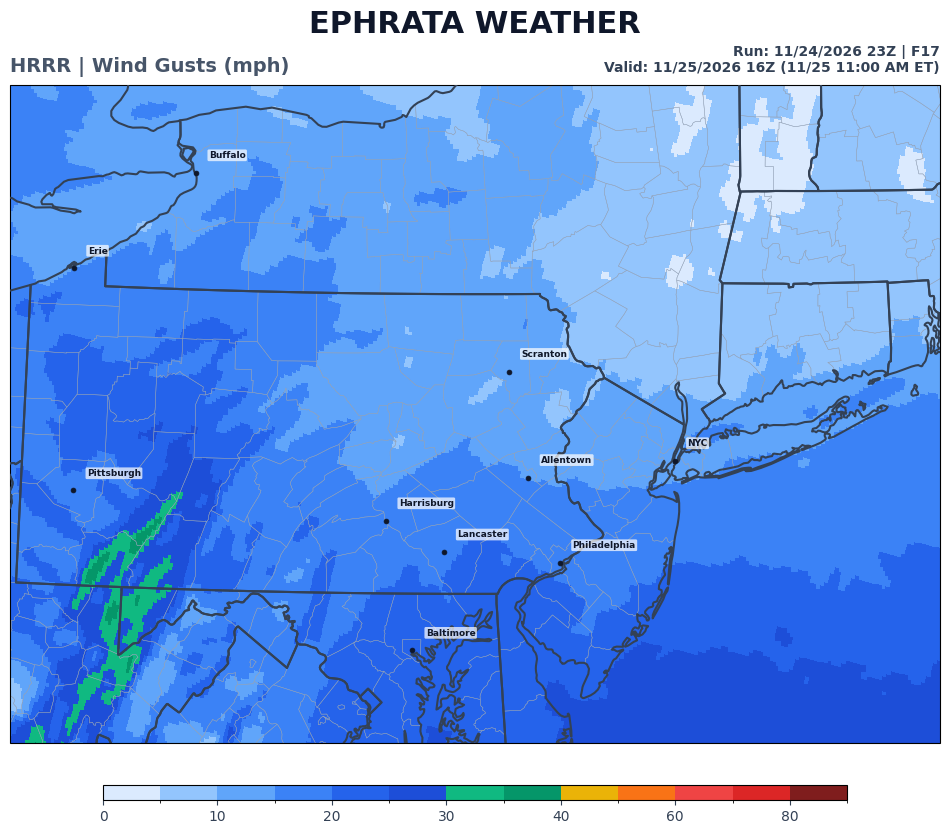 EPHRATA WEATHER
HRRR | Wind Gusts (mph)
Run: 11/24/2026 23Z | F17
Valid: 11/25/2026 16Z (11/25 11:00 AM ET)
Buffalo
Erie
Scranton
NYC
Allentown
Pittsburgh
Harrisburg
Lancaster
Philadelphia
Baltimore
0 10 20 30 40 60 80